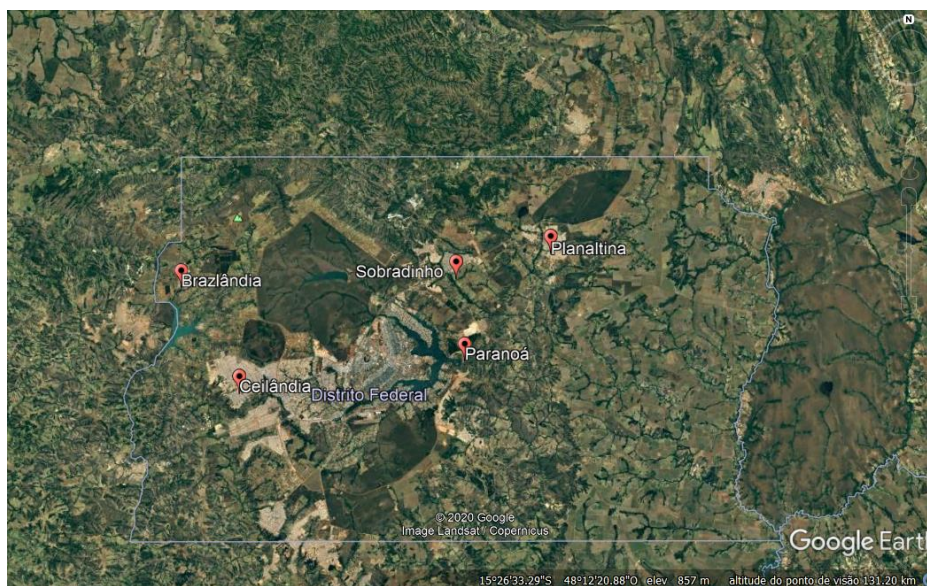 N
Planaltina
Sobradinho
Brazlândia
Paranoá
Ceilândia
Distrito Federal
© 2020 Google
Image Landsat / Copernicus
Google Earth
15°26'33.29"S 48°12'20.88"O elev 857 m altitude do ponto de visão 131.20 km